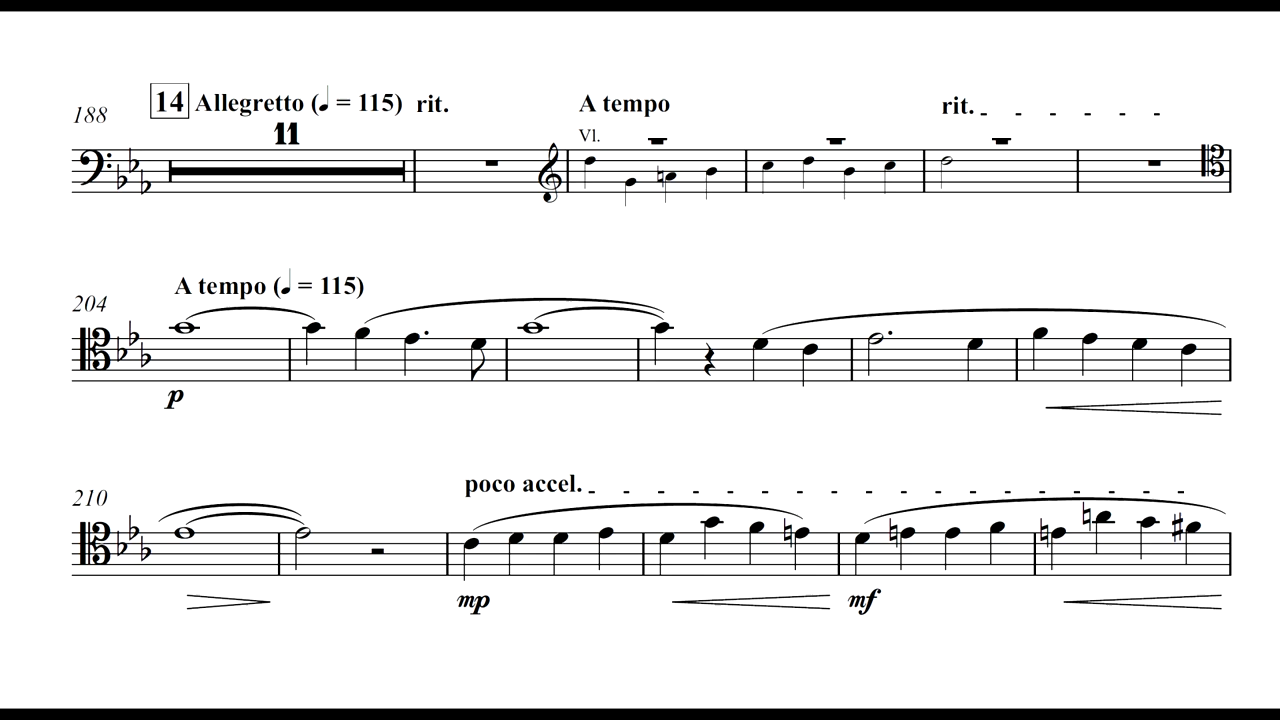 14 Allegretto (♩ = 115) rit. A tempo rit.
188
11
Vl.
A tempo (♩ = 115)
204
p
poco accel.
210
mp mf